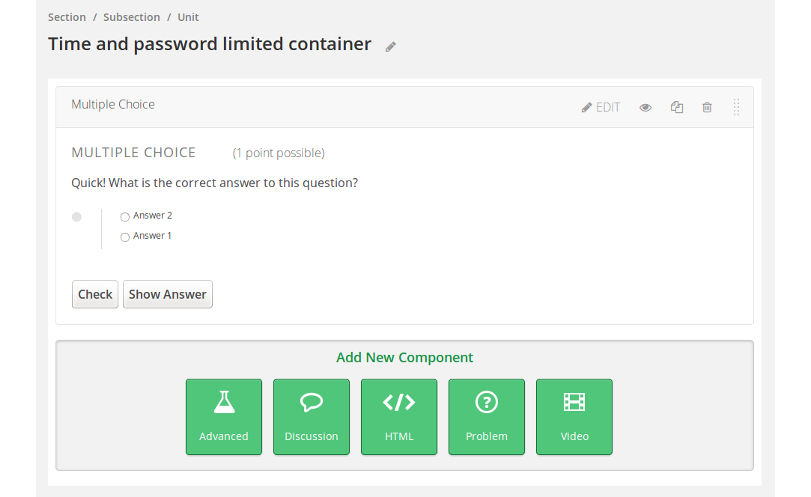 Section / Subsection / Unit
Time and password limited container
Multiple Choice
EDIT
MULTIPLE CHOICE (1 point possible)
Quick! What is the correct answer to this question?
Answer 2
Answer 1
Check Show Answer
Add New Component
Advanced Discussion HTML Problem Video